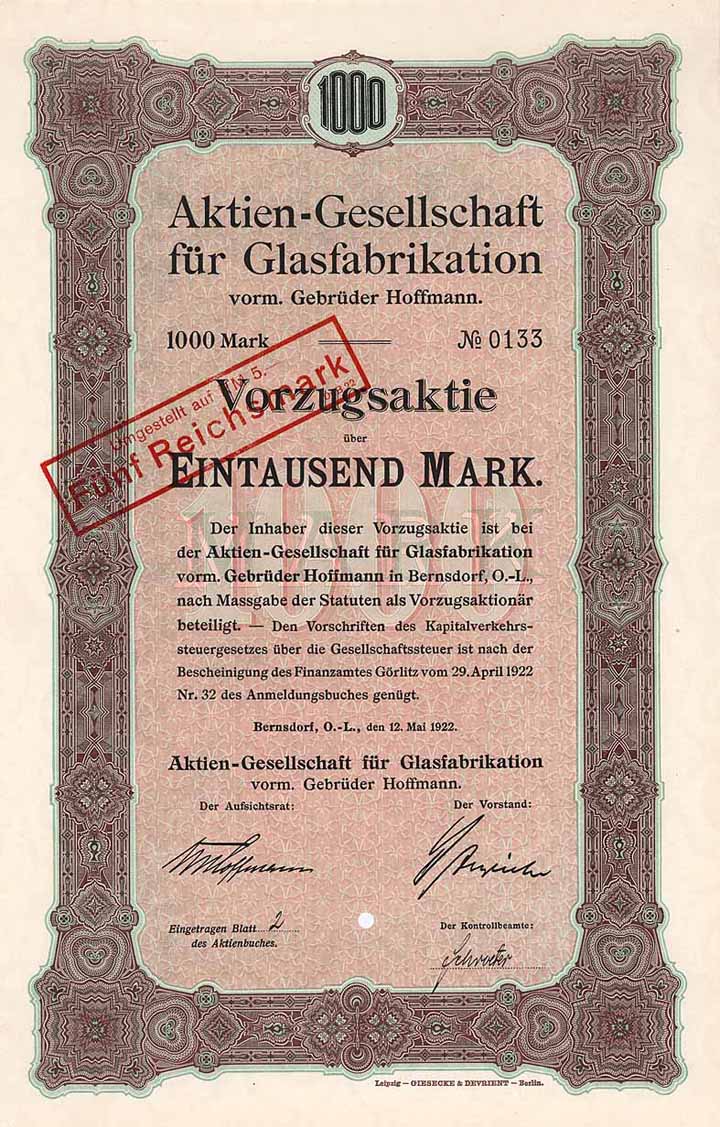 1000
Aktien-Gesellschaft
für Glasfabrikation
vorm. Gebrüder Hoffmann.
1000 Mark № 0133
Umgestellt auf RM 5.
Fünf Reichsmark
Vorzugsaktie
über
EINTAUSEND MARK.
1000
MARK
Der Inhaber dieser Vorzugsaktie ist bei
der Aktien-Gesellschaft für Glasfabrikation
vorm. Gebrüder Hoffmann in Bernsdorf, O.-L.,
nach Massgabe der Statuten als Vorzugsaktionär
beteiligt. — Den Vorschriften des Kapitalverkehrs-
steuergesetzes über die Gesellschaftssteuer ist nach der
Bescheinigung des Finanzamtes Görlitz vom 29. April 1922
Nr. 32 des Anmeldungsbuches genügt.
Bernsdorf, O.-L., den 12. Mai 1922.
Aktien-Gesellschaft für Glasfabrikation
vorm. Gebrüder Hoffmann.
Der Aufsichtsrat: Der Vorstand:
Hoffmann
Eingetragen Blatt 2
des Aktienbuches.
Der Kontrollbeamte:
Schroeter
Leipzig — GIESECKE & DEVRIENT — Berlin.